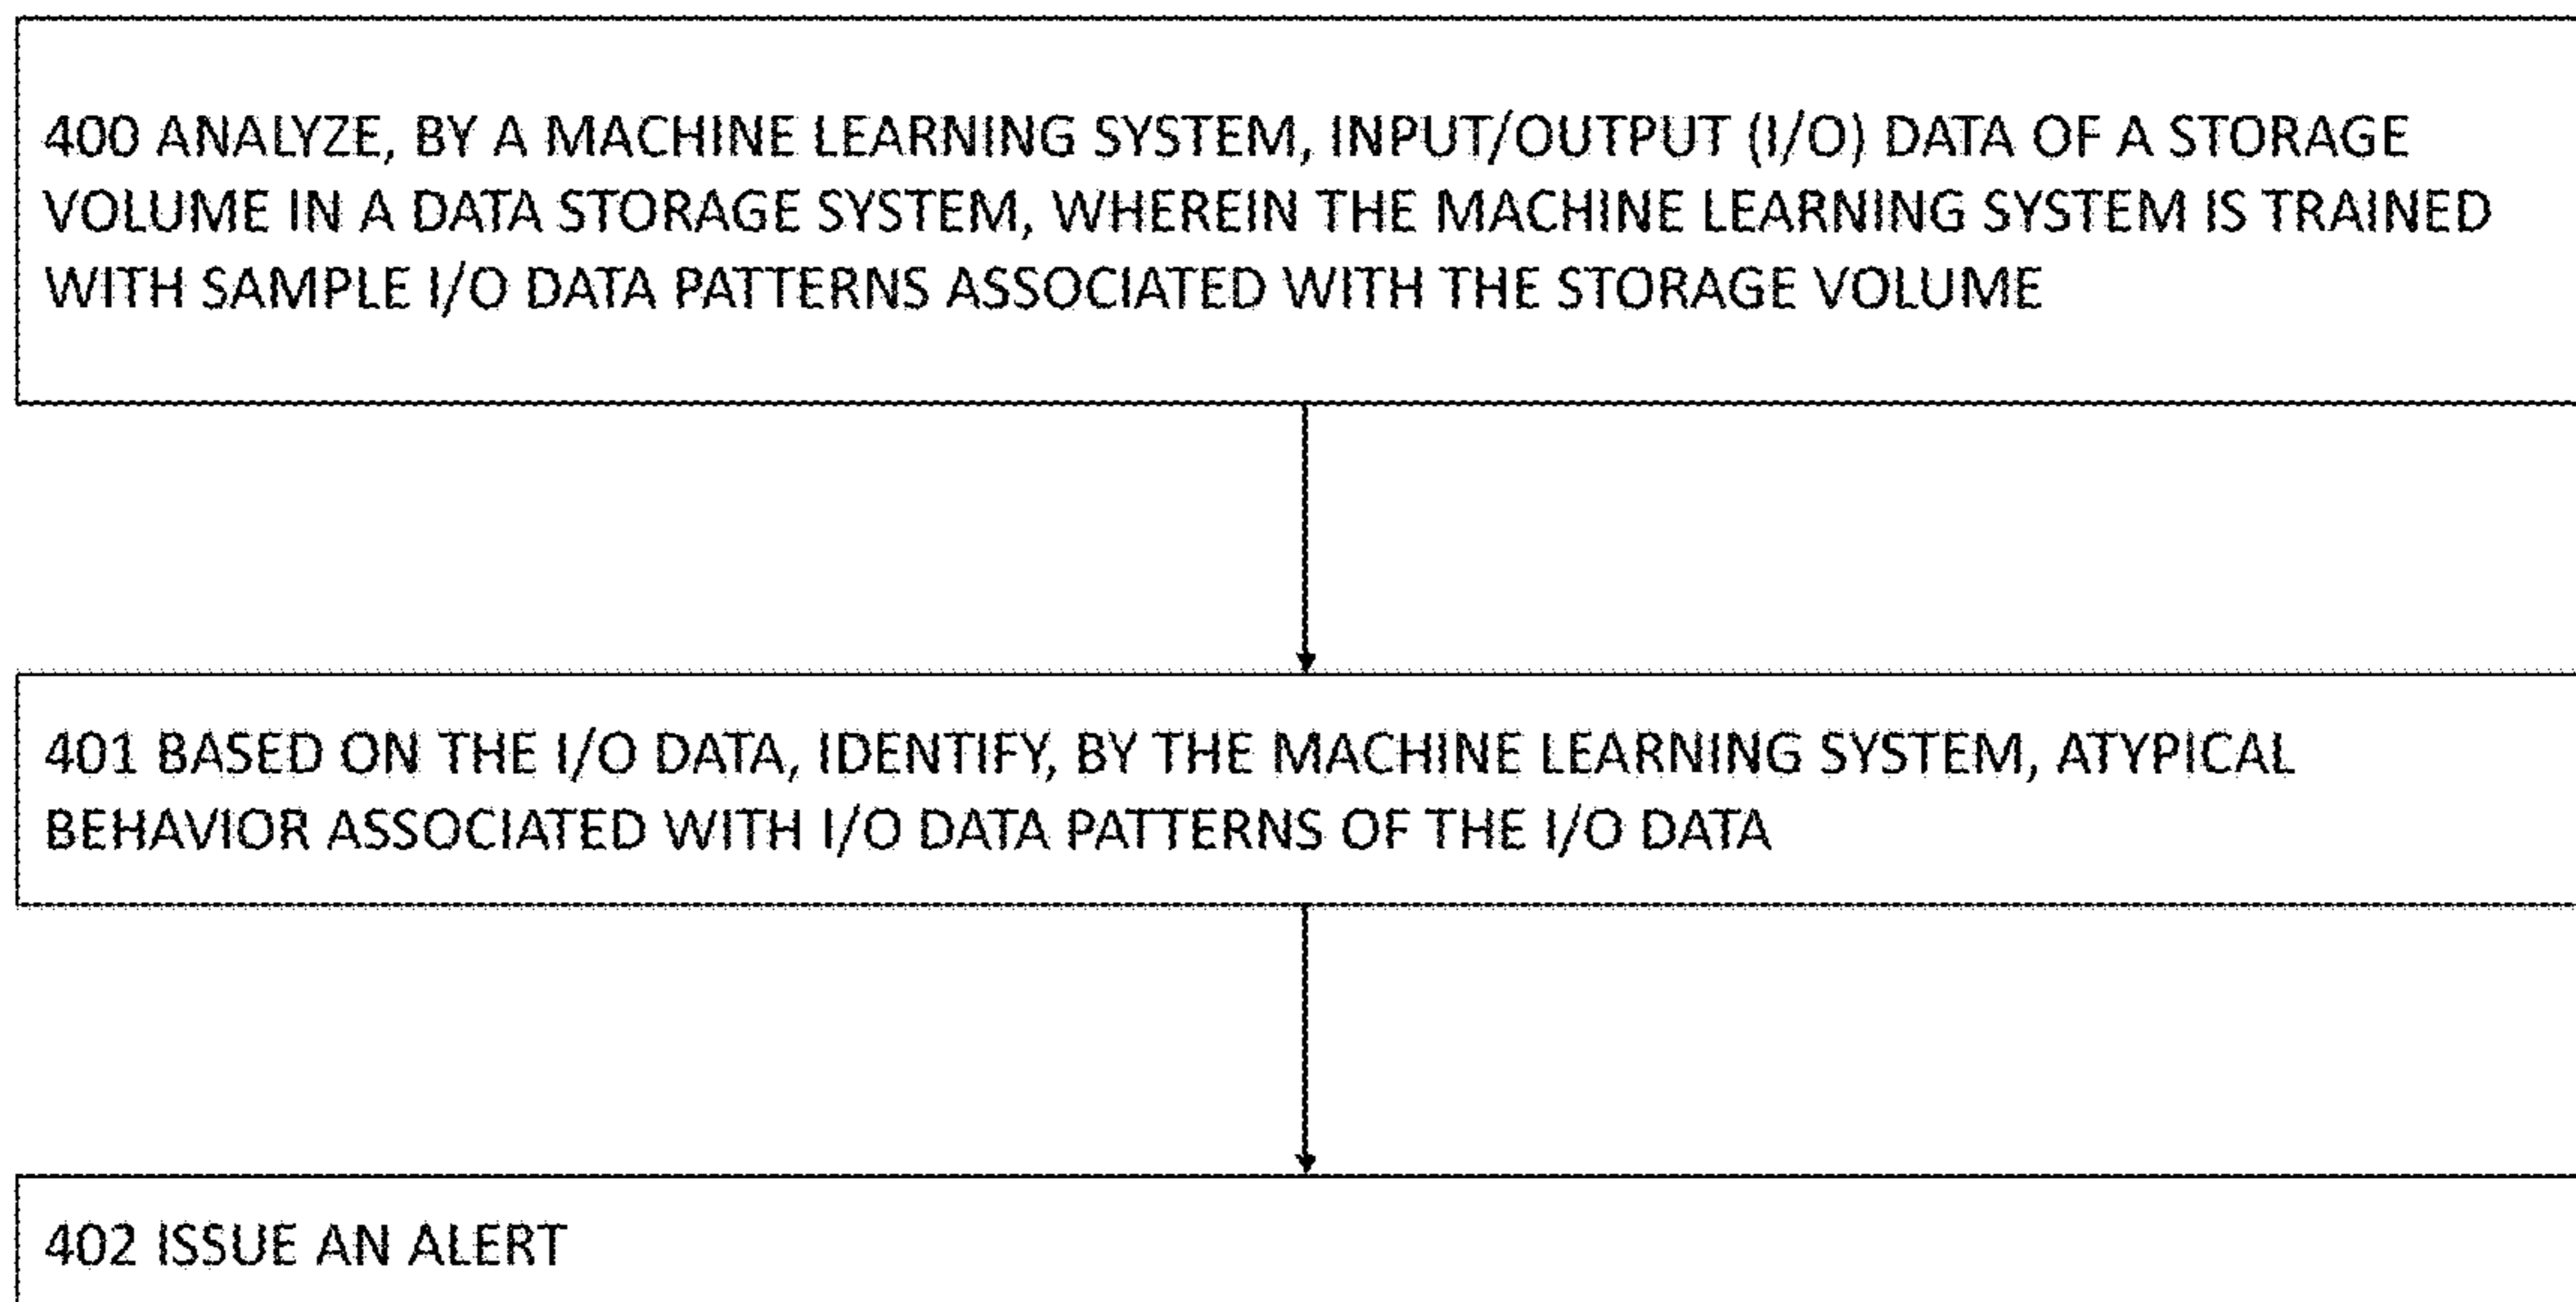 400 ANALYZE, BY A MACHINE LEARNING SYSTEM, INPUT/OUTPUT (I/O) DATA OF A STORAGE
VOLUME IN A DATA STORAGE SYSTEM, WHEREIN THE MACHINE LEARNING SYSTEM IS TRAINED
WITH SAMPLE I/O DATA PATTERNS ASSOCIATED WITH THE STORAGE VOLUME
401 BASED ON THE I/O DATA, IDENTIFY, BY THE MACHINE LEARNING SYSTEM, ATYPICAL
BEHAVIOR ASSOCIATED WITH I/O DATA PATTERNS OF THE I/O DATA
402 ISSUE AN ALERT